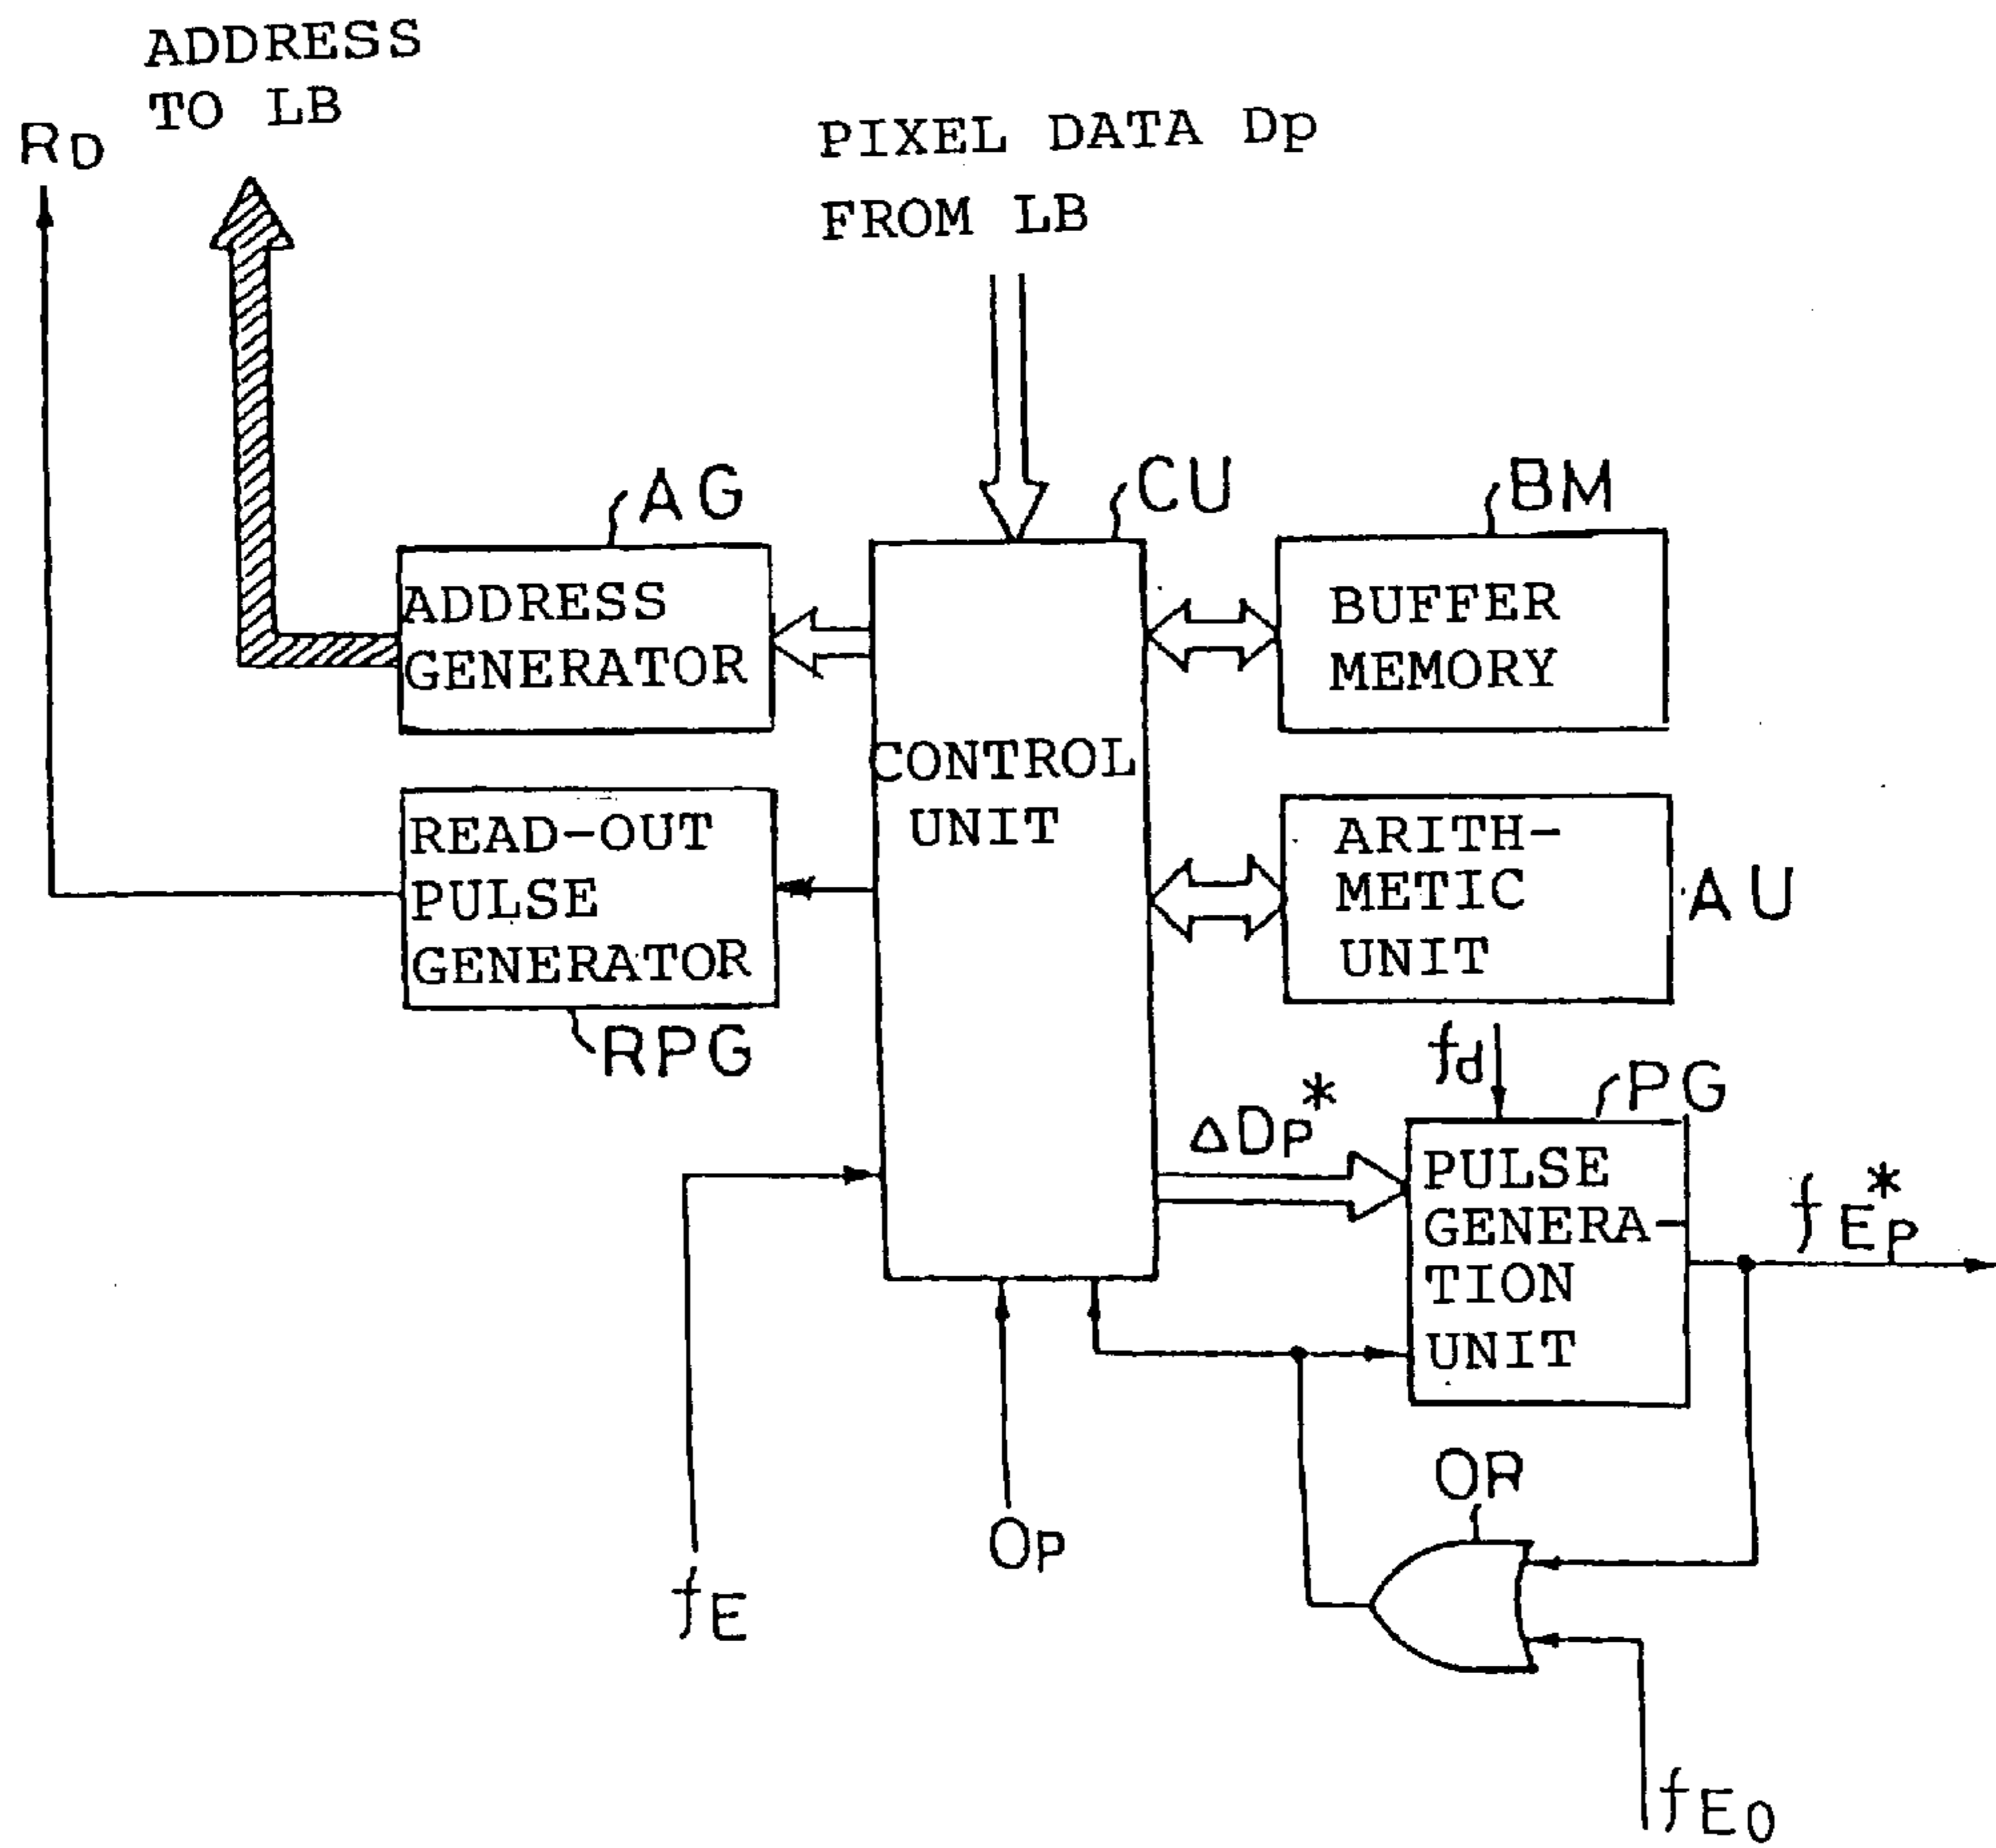 ADDRESS
TO LB
RD
PIXEL DATA Dp
FROM LB
AG
CU
BM
ADDRESS
GENERATOR
BUFFER
MEMORY
CONTROL
UNIT
READ-OUT
PULSE
GENERATOR
ARITH-
METIC
UNIT
AU
RPG
fd
PG
ΔDP*
PULSE
GENERA-
TION
UNIT
fEP*
OR
OP
fE
fEO